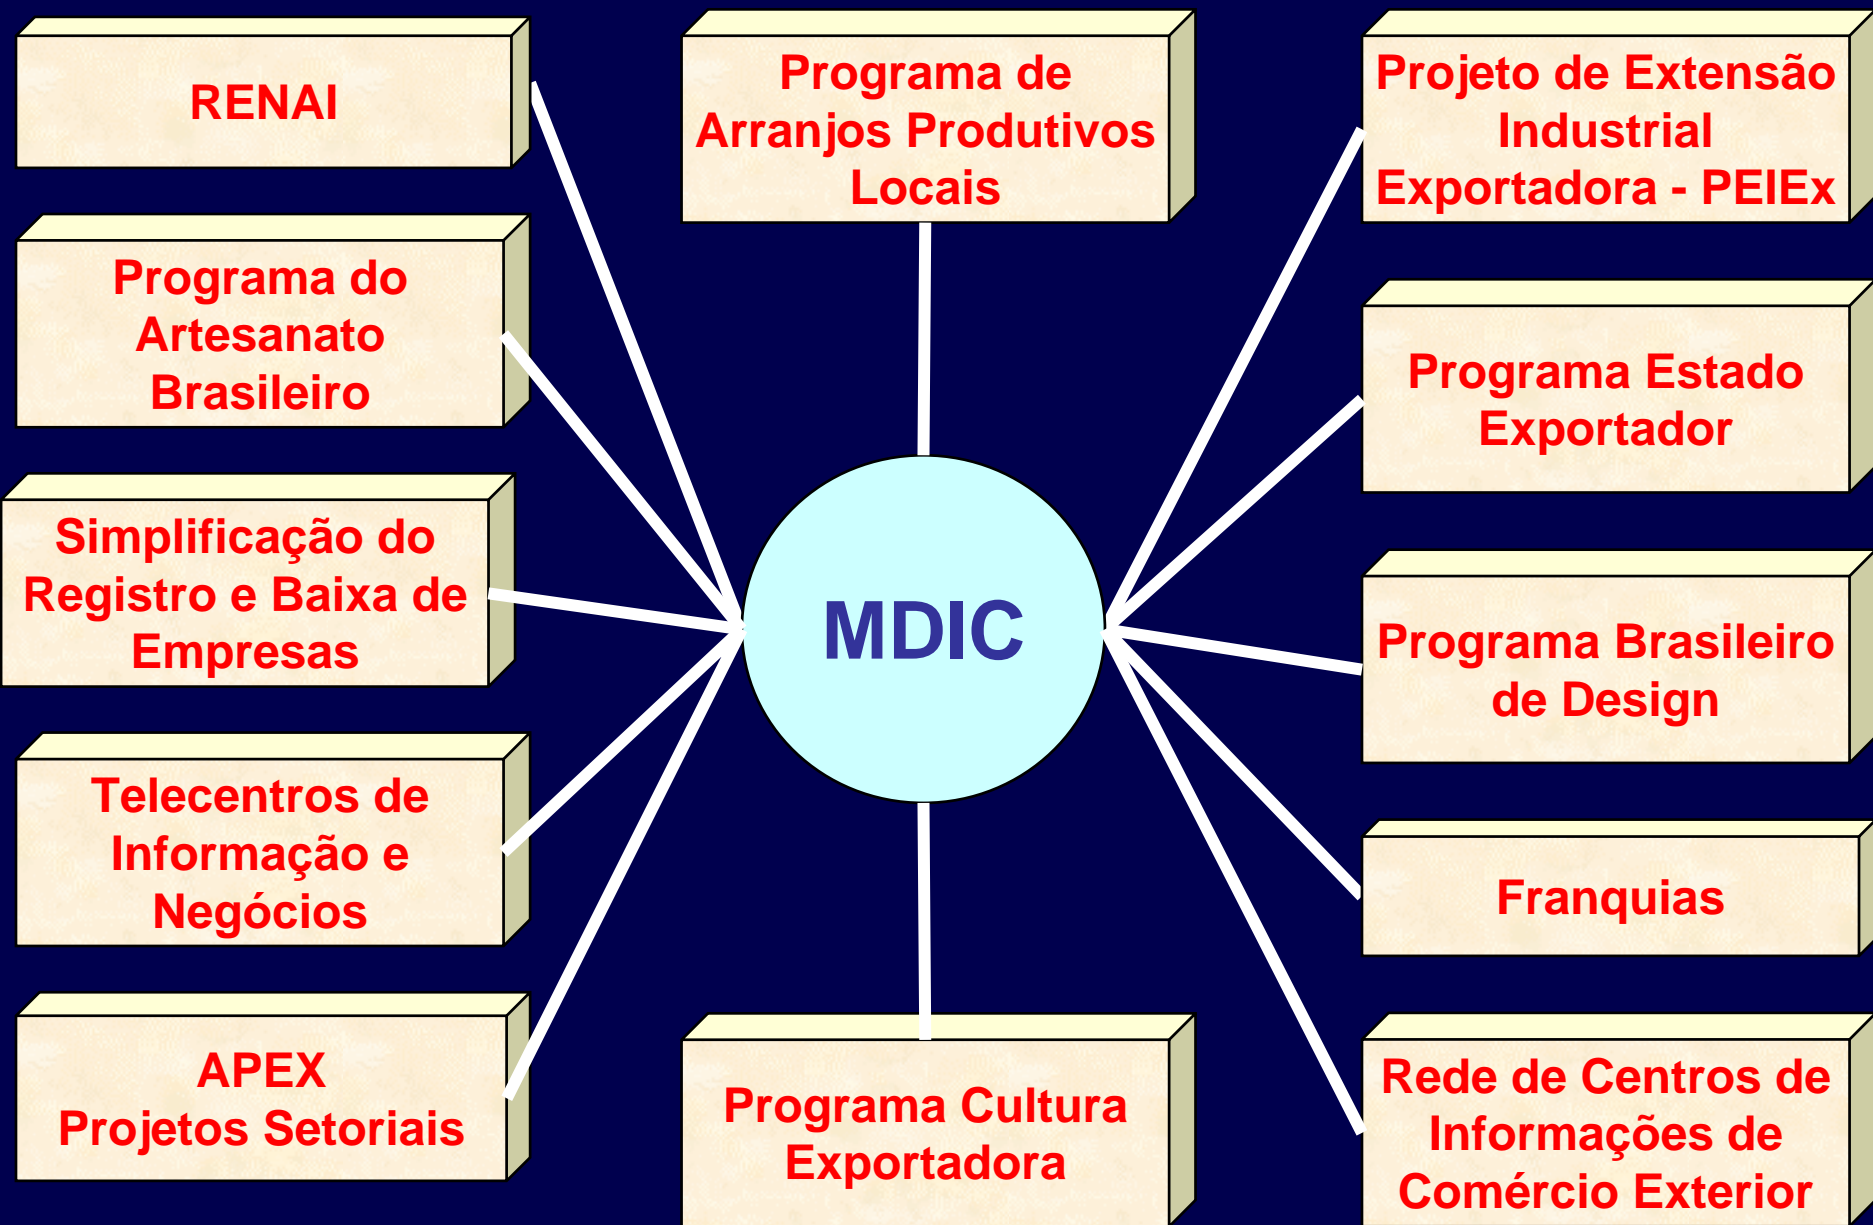 RENAI
Programa do
Artesanato
Brasileiro
Simplificação do
Registro e Baixa de
Empresas
Telecentros de
Informação e
Negócios
APEX
Projetos Setoriais
Programa de
Arranjos Produtivos
Locais
MDIC
Programa Cultura
Exportadora
Projeto de Extensão
Industrial
Exportadora - PEIEx
Programa Estado
Exportador
Programa Brasileiro
de Design
Franquias
Rede de Centros de
Informações de
Comércio Exterior